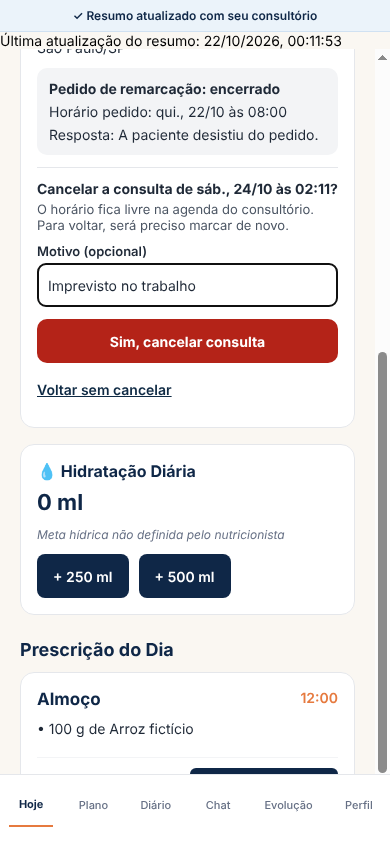 ✓ Resumo atualizado com seu consultório
Última atualização do resumo: 22/10/2026, 00:11:53
São Paulo/SP
Pedido de remarcação: encerrado
Horário pedido: qui., 22/10 às 08:00
Resposta: A paciente desistiu do pedido.
Cancelar a consulta de sáb., 24/10 às 02:11?
O horário fica livre na agenda do consultório.
Para voltar, será preciso marcar de novo.
Motivo (opcional)
Imprevisto no trabalho
Sim, cancelar consulta
Voltar sem cancelar
💧 Hidratação Diária
0 ml
Meta hídrica não definida pelo nutricionista
+ 250 ml + 500 ml
Prescrição do Dia
Almoço 12:00
• 100 g de Arroz fictício
Hoje Plano Diário Chat Evolução Perfil